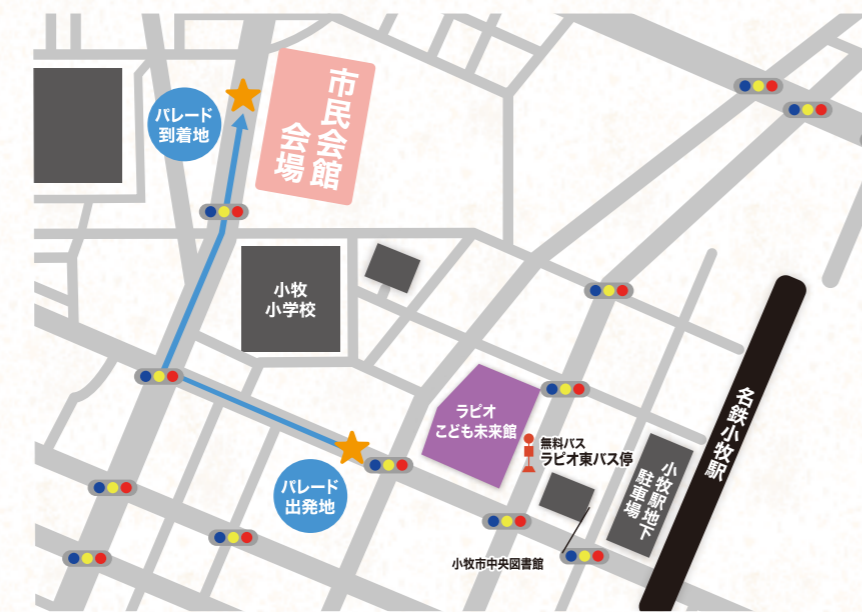 パレード
到着地
市民会館
会場
小牧
小学校
ラピオ
こども未来館
無料バス
ラピオ東バス停
名鉄小牧駅
小牧駅地下
駐車場
パレード
出発地
小牧市中央図書館